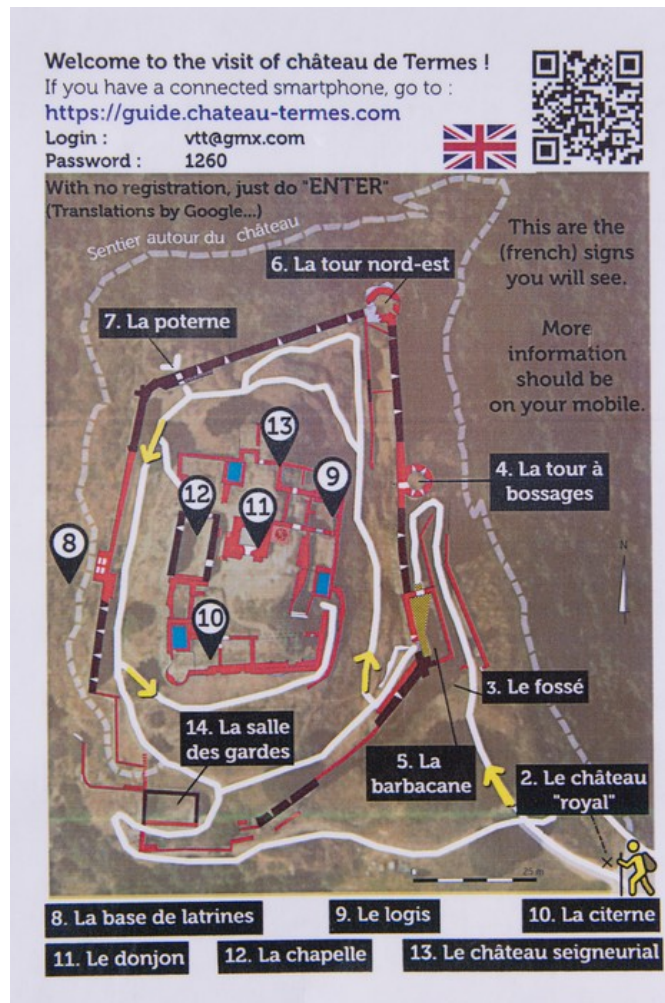 Welcome to the visit of château de Termes !
If you have a connected smartphone, go to :
https://guide.chateau-termes.com
Login : vtt@gmx.com
Password : 1260
With no registration, just do "ENTER"
(Translations by Google...)
Sentier autour du château
This are the
(french) signs
you will see.
More
information
should be
on your mobile.
6. La tour nord-est
7. La poterne
13
9
12
11
4. La tour à
bossages
8
N
10
3. Le fossé
14. La salle
des gardes
5. La
barbacane
2. Le château
"royal"
25 m
8. La base de latrines
9. Le logis
10. La citerne
11. Le donjon
12. La chapelle
13. Le château seigneurial